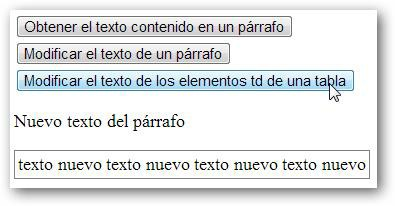 Obtener el texto contenido en un párrafo
Modificar el texto de un párrafo
Modificar el texto de los elementos td de una tabla
Nuevo texto del párrafo
texto nuevo texto nuevo texto nuevo texto nuevo